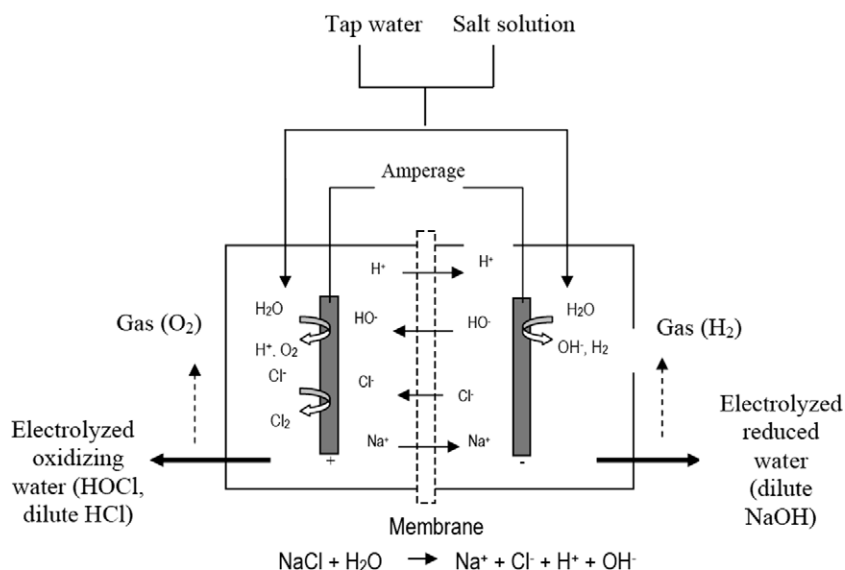 Tap water
Salt solution
Amperage
H⁺
H⁺
H₂O
HO⁻
HO⁻
H₂O
Gas (O₂)
Gas (H₂)
H⁺, O₂
OH⁻, H₂
Cl⁻
Cl⁻
Cl⁻
Cl₂
Na⁺
Na⁺
Electrolyzed
oxidizing
water (HOCl,
dilute HCl)
+
-
Electrolyzed
reduced
water
(dilute
NaOH)
Membrane
NaCl + H₂O → Na⁺ + Cl⁻ + H⁺ + OH⁻